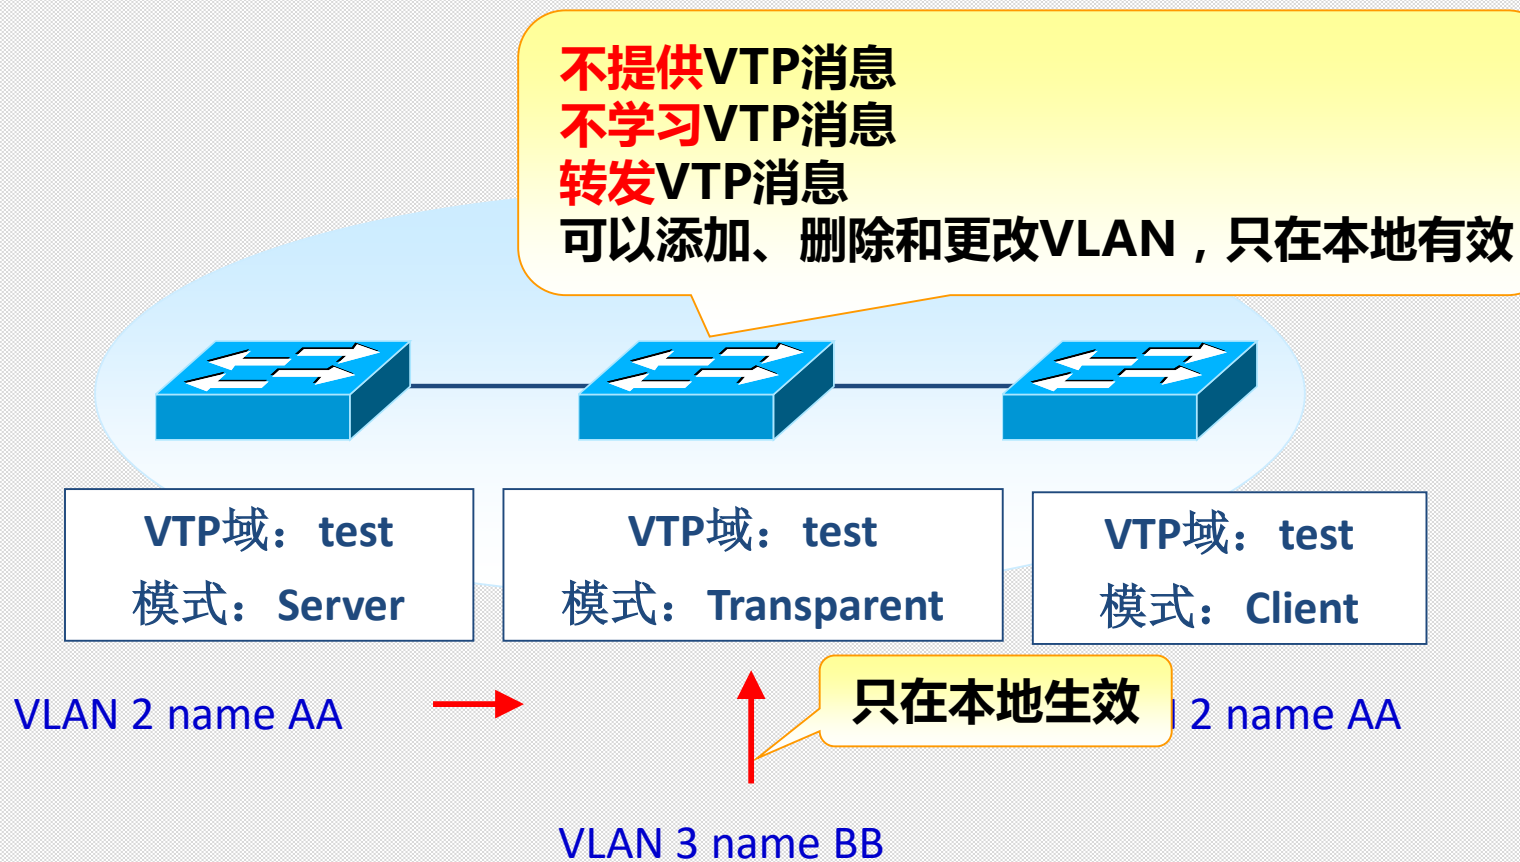 不提供VTP消息
不学习VTP消息
转发VTP消息
可以添加、删除和更改VLAN，只在本地有效
VTP域：test
模式：Server
VTP域：test
模式：Transparent
VTP域：test
模式：Client
VLAN 2 name AA
只在本地生效
2 name AA
VLAN 3 name BB